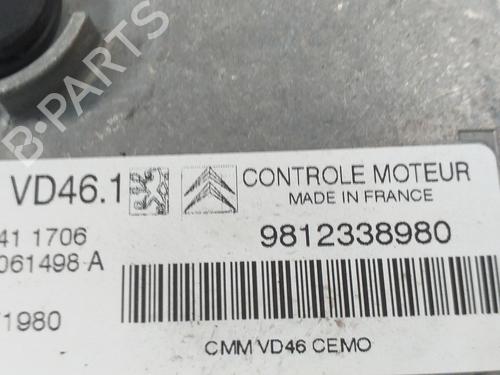 B-PARTS
VD46.1
CONTROLE MOTEUR
MADE IN FRANCE
41 1706
9812338980
061498-A
1980
CMM VD46 CEMO